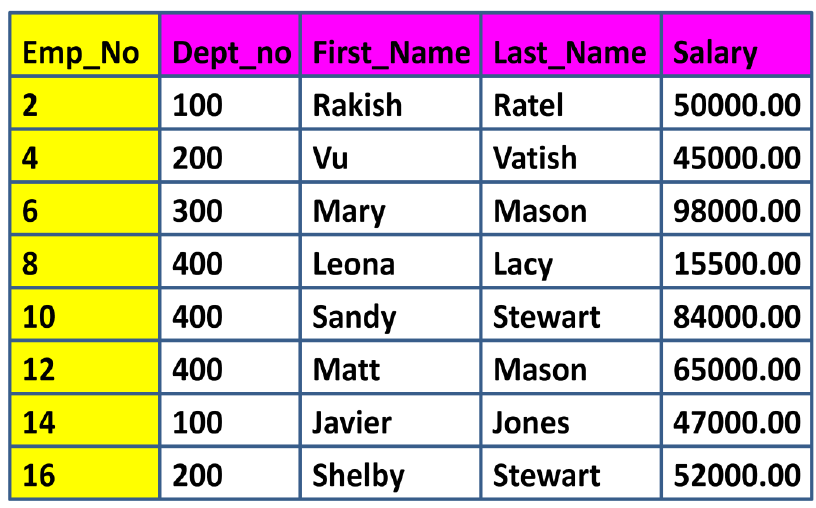 Emp_No Dept_no First_Name Last_Name Salary
2 100 Rakish Ratel 50000.00
4 200 Vu Vatish 45000.00
6 300 Mary Mason 98000.00
8 400 Leona Lacy 15500.00
10 400 Sandy Stewart 84000.00
12 400 Matt Mason 65000.00
14 100 Javier Jones 47000.00
16 200 Shelby Stewart 52000.00